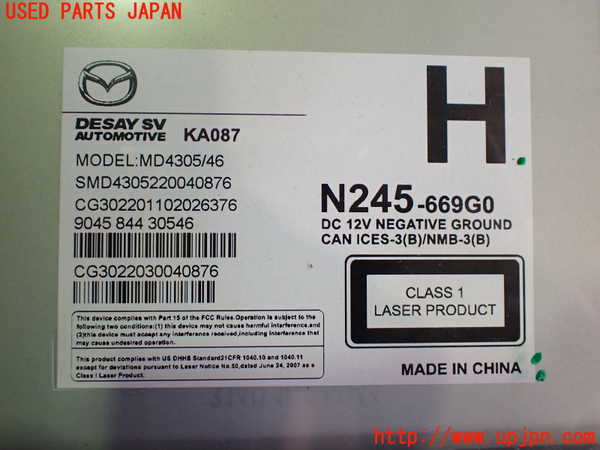 USED PARTS JAPAN
H
DESAY SV
AUTOMOTIVE KA087
MODEL:MD4305/46
SMD4305220040876
CG302201102026376
9045 844 30546
CG3022030040876
N245-669G0
DC 12V NEGATIVE GROUND
CAN ICES-3(B)/NMB-3(B)
CLASS 1
LASER PRODUCT
This device complies with Part 15 of the FCC Rules.Operation is subject to the
following two conditions:(1) this device may not cause harmful interference,and
(2)this device must accept any interference received,including interference that
may cause undesired operation.
This product complies with US DHHS Standard21CFR 1040.10 and 1040.11
except for deviations pursuant to Laser Notice No.50,dated June 24, 2007 as a
Class I Laser Product.
MADE IN CHINA
http://www.upjpn.com/